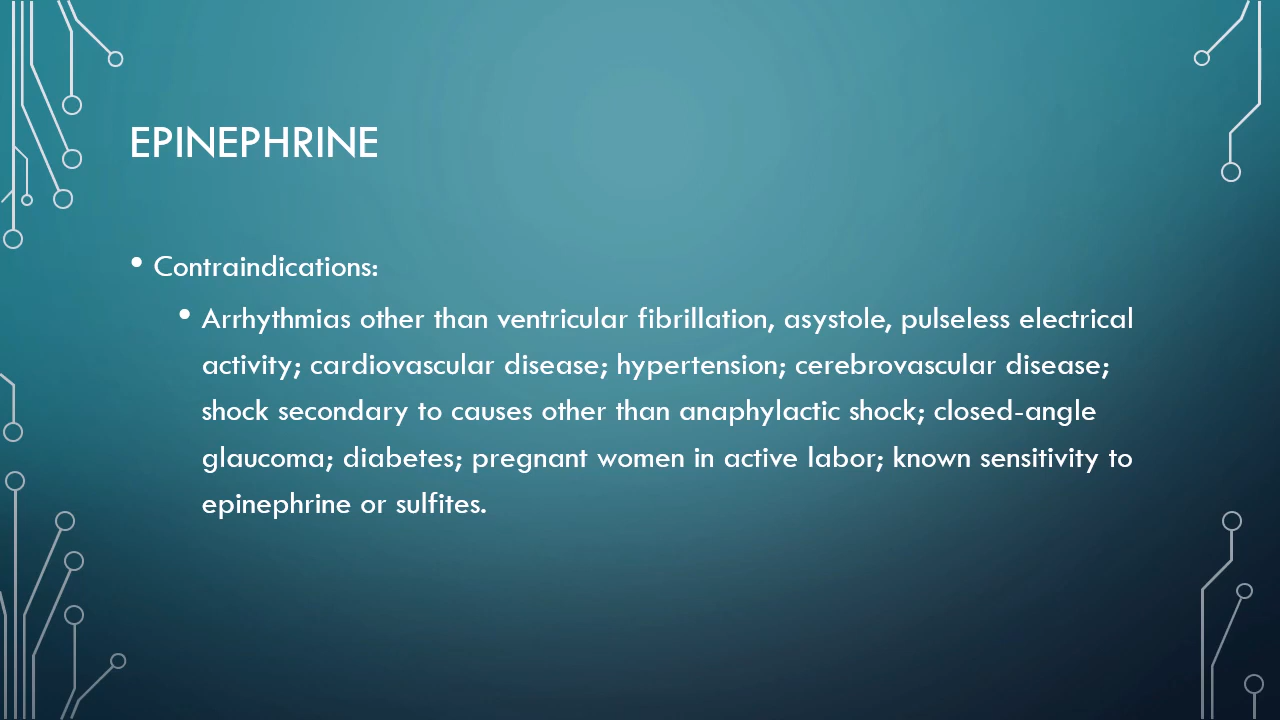 EPINEPHRINE
• Contraindications:
• Arrhythmias other than ventricular fibrillation, asystole, pulseless electrical
activity; cardiovascular disease; hypertension; cerebrovascular disease;
shock secondary to causes other than anaphylactic shock; closed-angle
glaucoma; diabetes; pregnant women in active labor; known sensitivity to
epinephrine or sulfites.